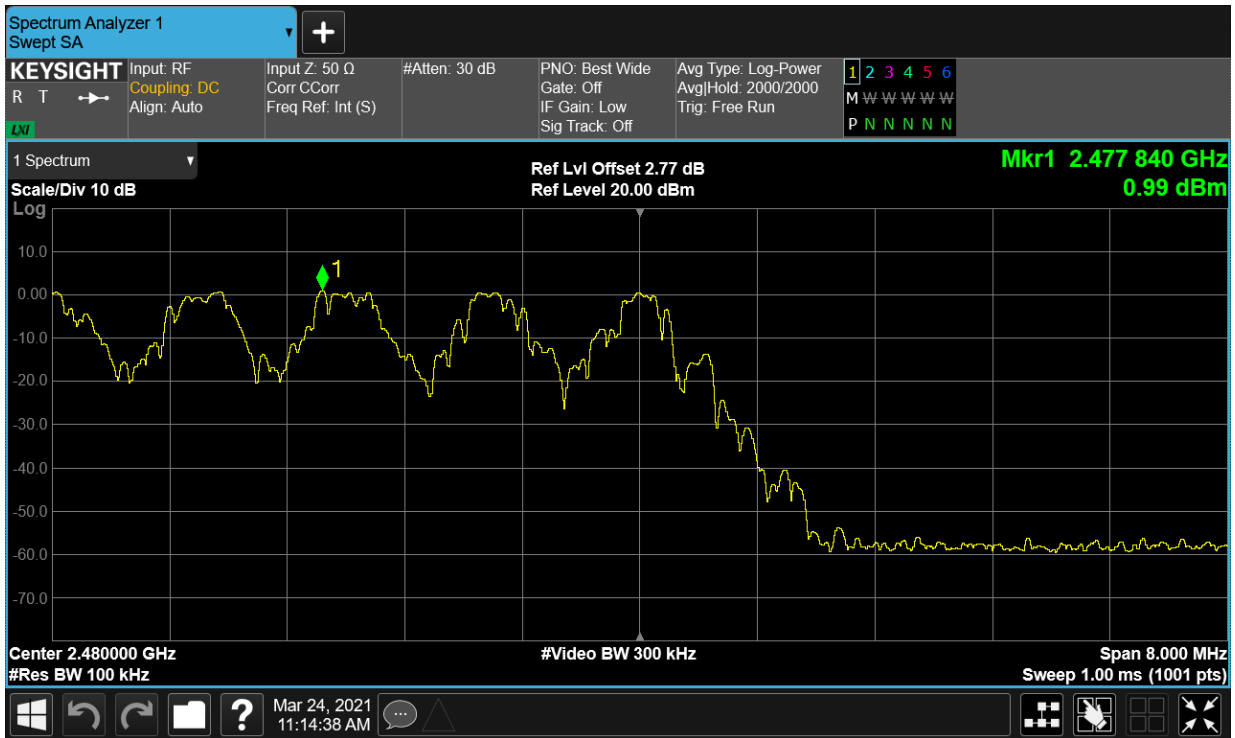 Spectrum Analyzer 1
Swept SA
KEYSIGHT
R T
LXI
Input: RF
Coupling: DC
Align: Auto
Input Z: 50 Ω
Corr CCorr
Freq Ref: Int (S)
#Atten: 30 dB
PNO: Best Wide
Gate: Off
IF Gain: Low
Sig Track: Off
Avg Type: Log-Power
Avg|Hold: 2000/2000
Trig: Free Run
1 2 3 4 5 6
M W W W W W
P N N N N N
1 Spectrum
Scale/Div 10 dB
Log
Ref Lvl Offset 2.77 dB
Ref Level 20.00 dBm
Mkr1 2.477 840 GHz
0.99 dBm
1
10.0
0.00
-10.0
-20.0
-30.0
-40.0
-50.0
-60.0
-70.0
Center 2.480000 GHz
#Res BW 100 kHz
#Video BW 300 kHz
Span 8.000 MHz
Sweep 1.00 ms (1001 pts)
?
Mar 24, 2021
11:14:38 AM